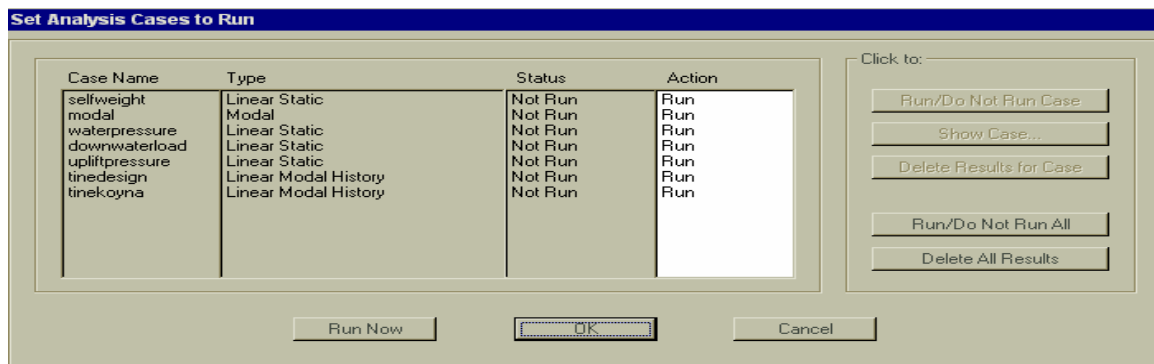 Set Analysis Cases to Run
Case Name Type Status Action
selfweight Linear Static Not Run Run
modal Modal Not Run Run
waterpressure Linear Static Not Run Run
downwaterload Linear Static Not Run Run
upliftpressure Linear Static Not Run Run
tinedesign Linear Modal History Not Run Run
tinekoyna Linear Modal History Not Run Run
Click to:
Run/Do Not Run Case
Show Case...
Delete Results for Case
Run/Do Not Run All
Delete All Results
Run Now OK Cancel